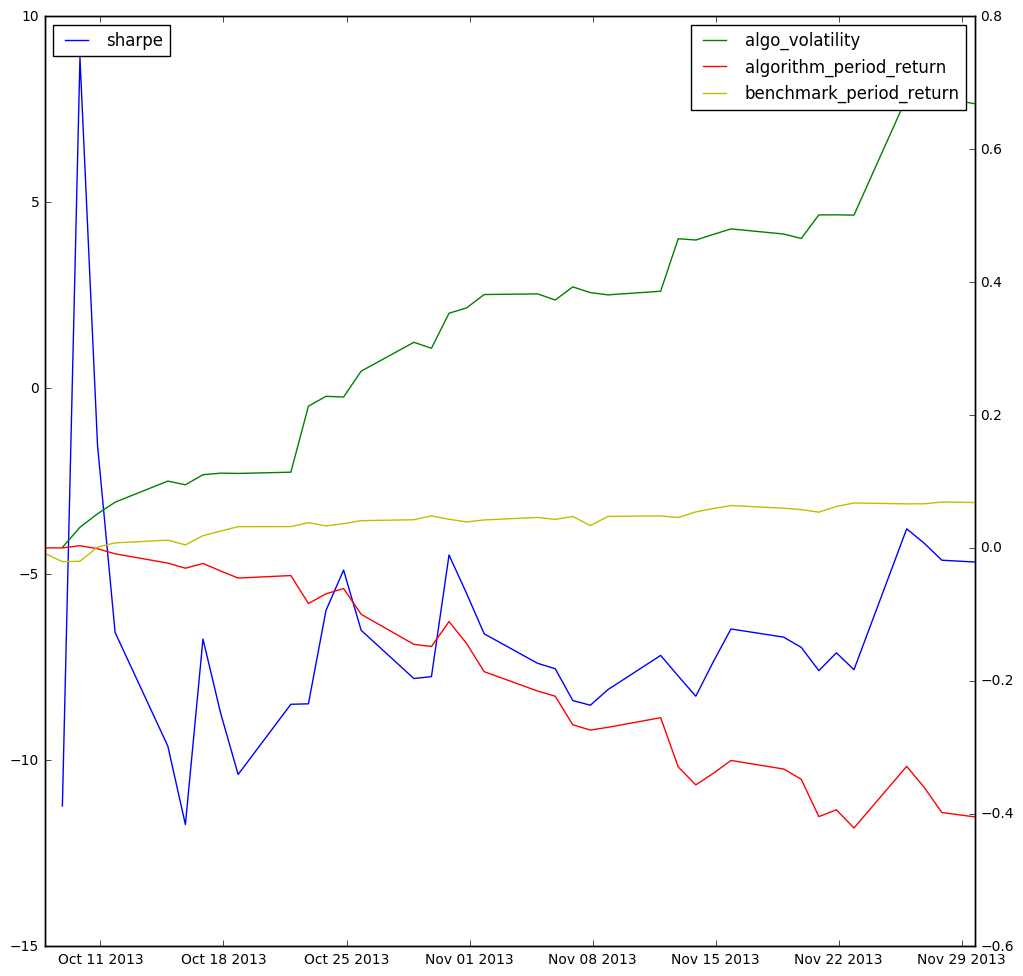 sharpe
algo_volatility
algorithm_period_return
benchmark_period_return
10
5
0
−5
−10
−15
0.8
0.6
0.4
0.2
0.0
−0.2
−0.4
−0.6
Oct 11 2013
Oct 18 2013
Oct 25 2013
Nov 01 2013
Nov 08 2013
Nov 15 2013
Nov 22 2013
Nov 29 2013